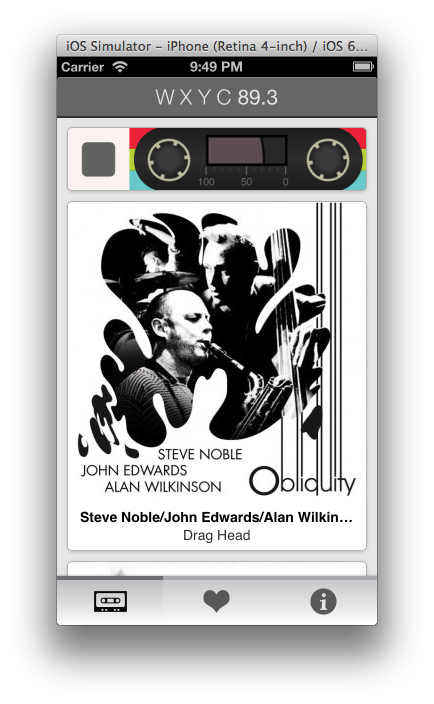 iOS Simulator - iPhone (Retina 4-inch) / iOS 6...
Carrier 9:49 PM
WXYC 89.3
100 50 0
STEVE NOBLE
JOHN EDWARDS
ALAN WILKINSON
Obliquity
Steve Noble/John Edwards/Alan Wilkin...
Drag Head